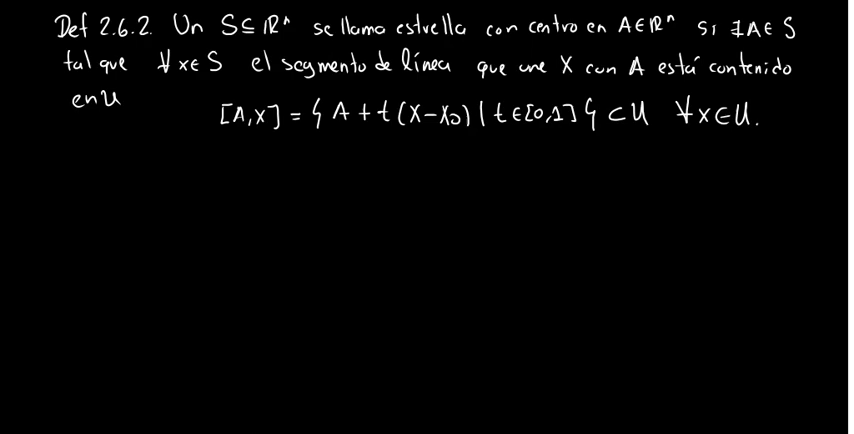 Def 2.6.2. Un S⊆ℝⁿ se llama estrella con centro en A∈ℝⁿ si ∃A∈S
tal que ∀x∈S el segmento de línea que une X con A está contenido
en U
[A,X] = { A + t(X-X₀) | t∈[0,1] } ⊂ U ∀x∈U.